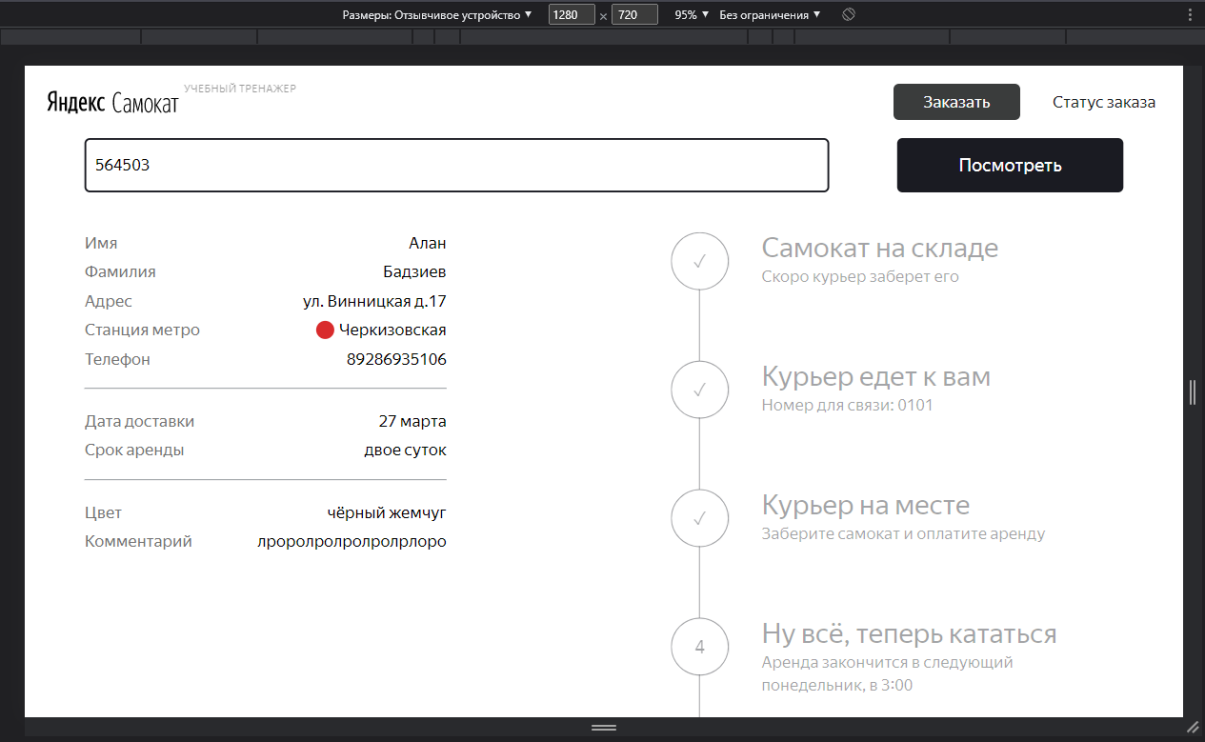 Размеры: Отзывчивое устройство ▼ 1280 × 720 95% ▼ Без ограничения ▼
Яндекс Самокат УЧЕБНЫЙ ТРЕНАЖЕР
Заказать Статус заказа
564503 Посмотреть
Имя Алан
Фамилия Бадзиев
Адрес ул. Винницкая д.17
Станция метро Черкизовская
Телефон 89286935106
Дата доставки 27 марта
Срок аренды двое суток
Цвет чёрный жемчуг
Комментарий лроролролролролрлоро
Самокат на складе
Скоро курьер заберет его
Курьер едет к вам
Номер для связи: 0101
Курьер на месте
Заберите самокат и оплатите аренду
4 Ну всё, теперь кататься
Аренда закончится в следующий
понедельник, в 3:00